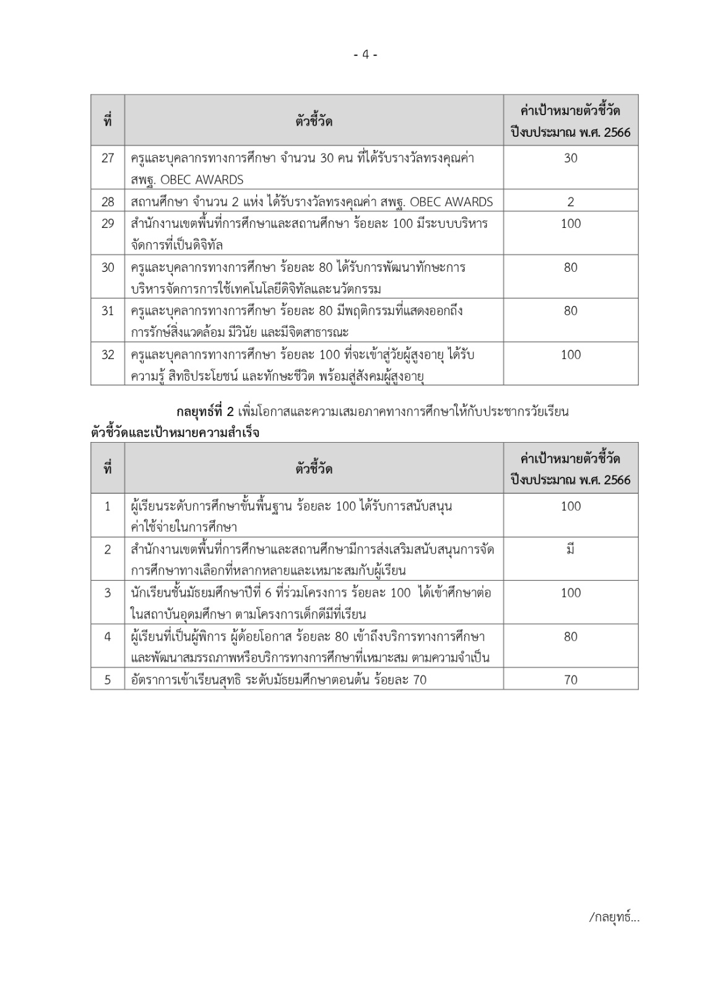 - 4 -
ที่ ตัวชี้วัด ค่าเป้าหมายตัวชี้วัด
ปีงบประมาณ พ.ศ. 2566
27 ครูและบุคลากรทางการศึกษา จำนวน 30 คน ที่ได้รับรางวัลทรงคุณค่า 30
สพฐ. OBEC AWARDS
28 สถานศึกษา จำนวน 2 แห่ง ได้รับรางวัลทรงคุณค่า สพฐ. OBEC AWARDS 2
29 สำนักงานเขตพื้นที่การศึกษาและสถานศึกษา ร้อยละ 100 มีระบบบริหาร 100
จัดการที่เป็นดิจิทัล
30 ครูและบุคลากรทางการศึกษา ร้อยละ 80 ได้รับการพัฒนาทักษะการ 80
บริหารจัดการการใช้เทคโนโลยีดิจิทัลและนวัตกรรม
31 ครูและบุคลากรทางการศึกษา ร้อยละ 80 มีพฤติกรรมที่แสดงออกถึง 80
การรักษ์สิ่งแวดล้อม มีวินัย และมีจิตสาธารณะ
32 ครูและบุคลากรทางการศึกษา ร้อยละ 100 ที่จะเข้าสู่วัยผู้สูงอายุ ได้รับ 100
ความรู้ สิทธิประโยชน์ และทักษะชีวิต พร้อมสู่สังคมผู้สูงอายุ
กลยุทธ์ที่ 2 เพิ่มโอกาสและความเสมอภาคทางการศึกษาให้กับประชากรวัยเรียน
ตัวชี้วัดและเป้าหมายความสำเร็จ
ที่ ตัวชี้วัด ค่าเป้าหมายตัวชี้วัด
ปีงบประมาณ พ.ศ. 2566
1 ผู้เรียนระดับการศึกษาขั้นพื้นฐาน ร้อยละ 100 ได้รับการสนับสนุน 100
ค่าใช้จ่ายในการศึกษา
2 สำนักงานเขตพื้นที่การศึกษาและสถานศึกษามีการส่งเสริมสนับสนุนการจัด มี
การศึกษาทางเลือกที่หลากหลายและเหมาะสมกับผู้เรียน
3 นักเรียนชั้นมัธยมศึกษาปีที่ 6 ที่ร่วมโครงการ ร้อยละ 100 ได้เข้าศึกษาต่อ 100
ในสถาบันอุดมศึกษา ตามโครงการเด็กดีมีที่เรียน
4 ผู้เรียนที่เป็นผู้พิการ ผู้ด้อยโอกาส ร้อยละ 80 เข้าถึงบริการทางการศึกษา 80
และพัฒนาสมรรถภาพหรือบริการทางการศึกษาที่เหมาะสม ตามความจำเป็น
5 อัตราการเข้าเรียนสุทธิ ระดับมัธยมศึกษาตอนต้น ร้อยละ 70 70
/กลยุทธ์...